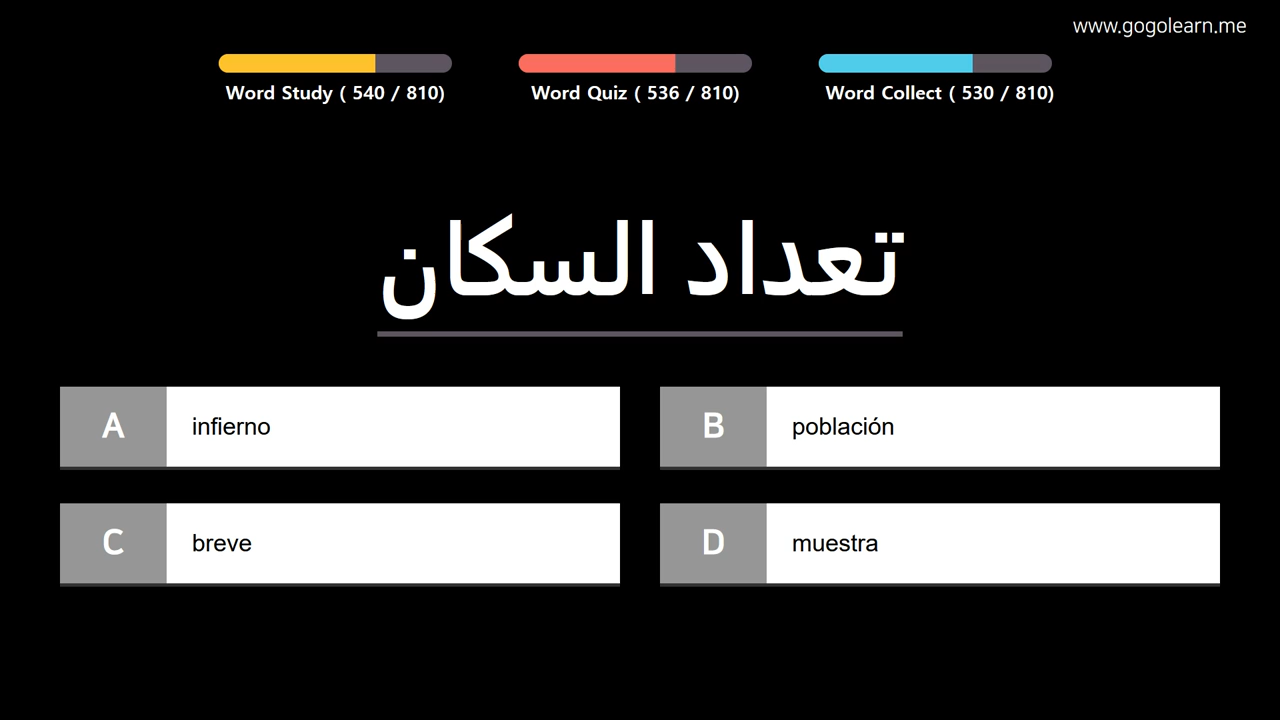 www.gogolearn.me
Word Study ( 540 / 810)
Word Quiz ( 536 / 810)
Word Collect ( 530 / 810)
تعداد السكان
A infierno
B población
C breve
D muestra